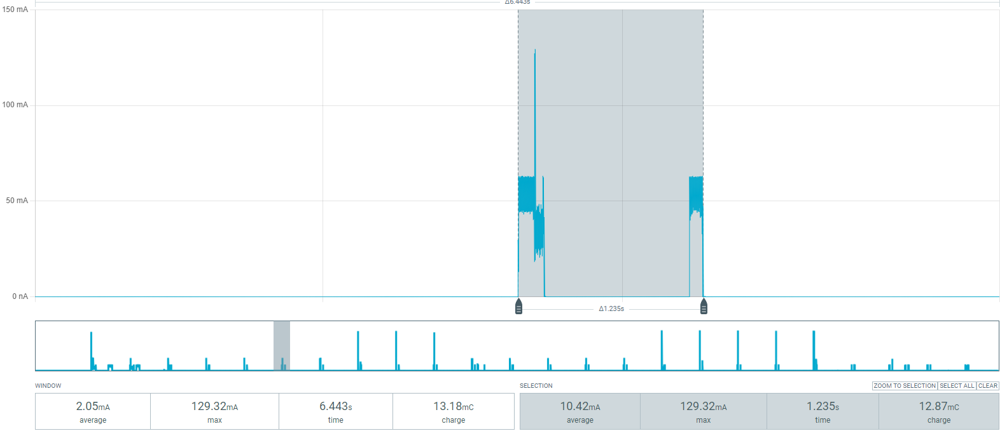 Δ6.443s
150 mA
100 mA
50 mA
0 nA
Δ1.235s
WINDOW
2.05mA
average
129.32mA
max
6.443s
time
13.18mC
charge
SELECTION
ZOOM TO SELECTION
SELECT ALL
CLEAR
10.42mA
average
129.32mA
max
1.235s
time
12.87mC
charge